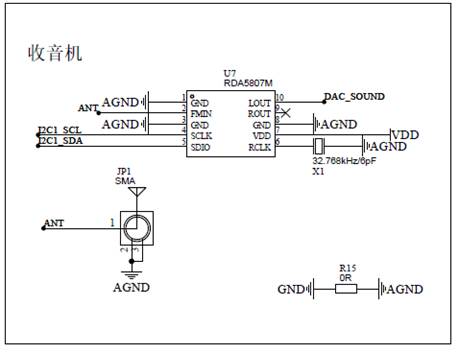 收音机
U7
RDA5807M
AGND 1 GND LOUT 10 DAC_SOUND
ANT 2 FMIN ROUT 9
AGND 3 GND GND 8 AGND
I2C1_SCL 4 SCLK VDD 7 VDD
I2C1_SDA 5 SDIO RCLK 6 AGND
32.768kHz/6pF
X1
JP1
SMA
ANT 1
2 3
AGND
R15
0R
GND AGND